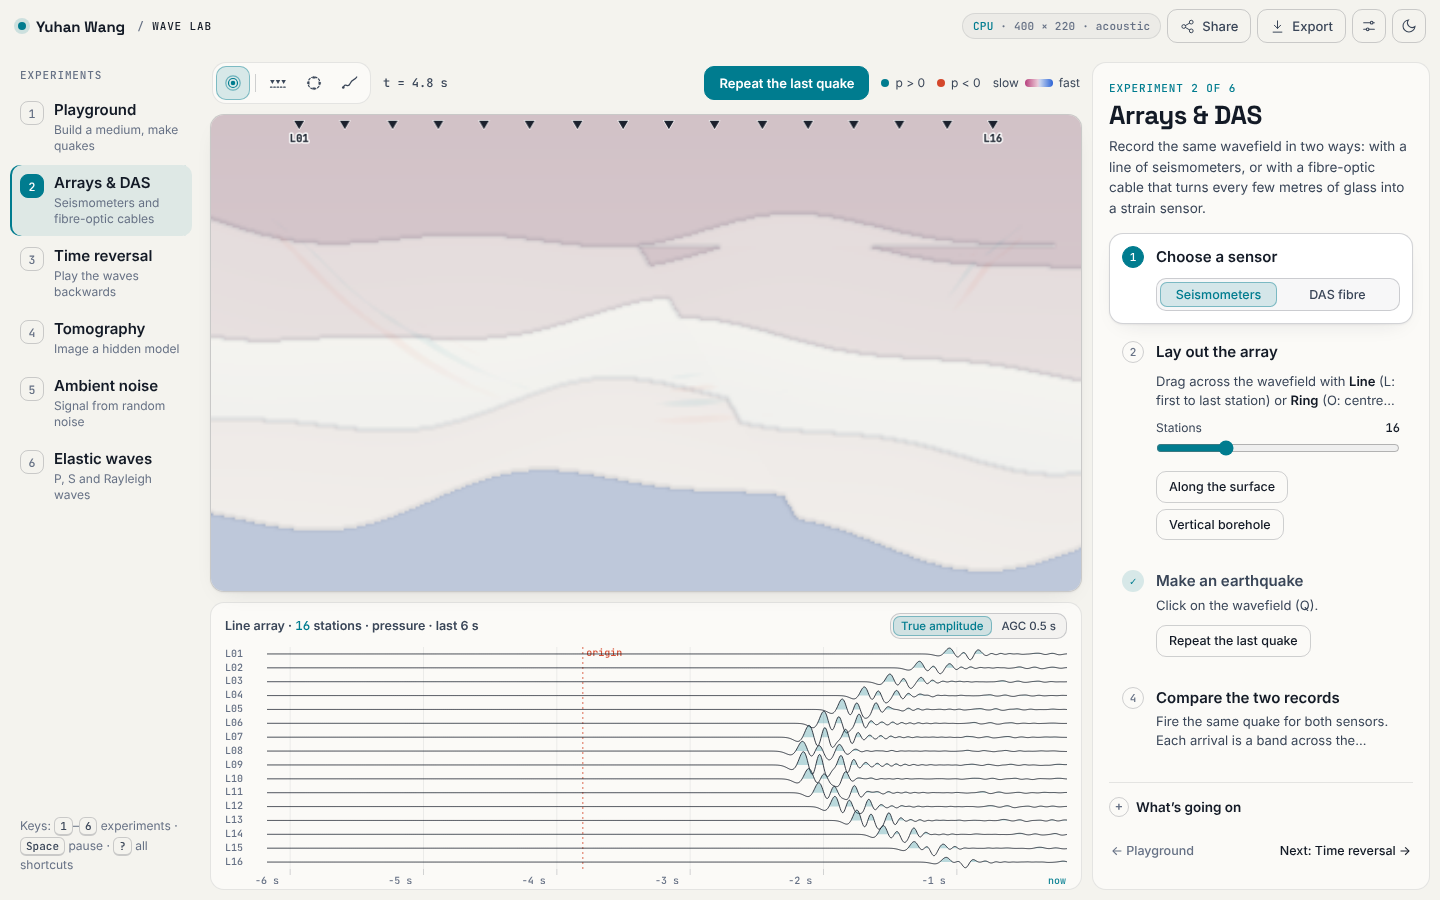 Yuhan Wang / WAVE LAB
CPU · 400 × 220 · acoustic
Share
Export
EXPERIMENTS
1 Playground
Build a medium, make
quakes
2 Arrays & DAS
Seismometers and
fibre-optic cables
3 Time reversal
Play the waves
backwards
4 Tomography
Image a hidden model
5 Ambient noise
Signal from random
noise
6 Elastic waves
P, S and Rayleigh
waves
Keys: 1–6 experiments ·
Space pause · ? all
shortcuts
t = 4.8 s
Repeat the last quake
p > 0
p < 0
slow fast
L01
L16
Line array · 16 stations · pressure · last 6 s
True amplitude
AGC 0.5 s
origin
L01
L02
L03
L04
L05
L06
L07
L08
L09
L10
L11
L12
L13
L14
L15
L16
-6 s -5 s -4 s -3 s -2 s -1 s now
EXPERIMENT 2 OF 6
Arrays & DAS
Record the same wavefield in two ways: with a
line of seismometers, or with a fibre-optic
cable that turns every few metres of glass into
a strain sensor.
1 Choose a sensor
Seismometers DAS fibre
2 Lay out the array
Drag across the wavefield with Line (L:
first to last station) or Ring (O: centre...
Stations 16
Along the surface
Vertical borehole
✓ Make an earthquake
Click on the wavefield (Q).
Repeat the last quake
4 Compare the two records
Fire the same quake for both sensors.
Each arrival is a band across the...
+ What's going on
← Playground
Next: Time reversal →